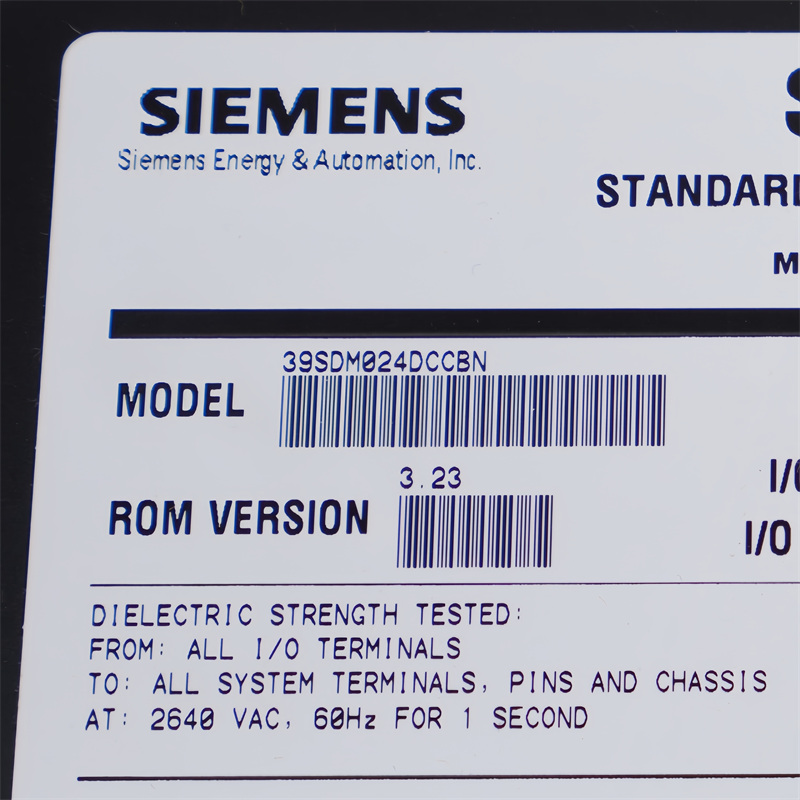 SIEMENS
Siemens Energy & Automation, Inc.
MODEL
39SDM024DCCBN
ROM VERSION
3.23
I/O
DIELECTRIC STRENGTH TESTED:
FROM: ALL I/O TERMINALS
TO: ALL SYSTEM TERMINALS, PINS AND CHASSIS
AT: 2640 VAC, 60Hz FOR 1 SECOND